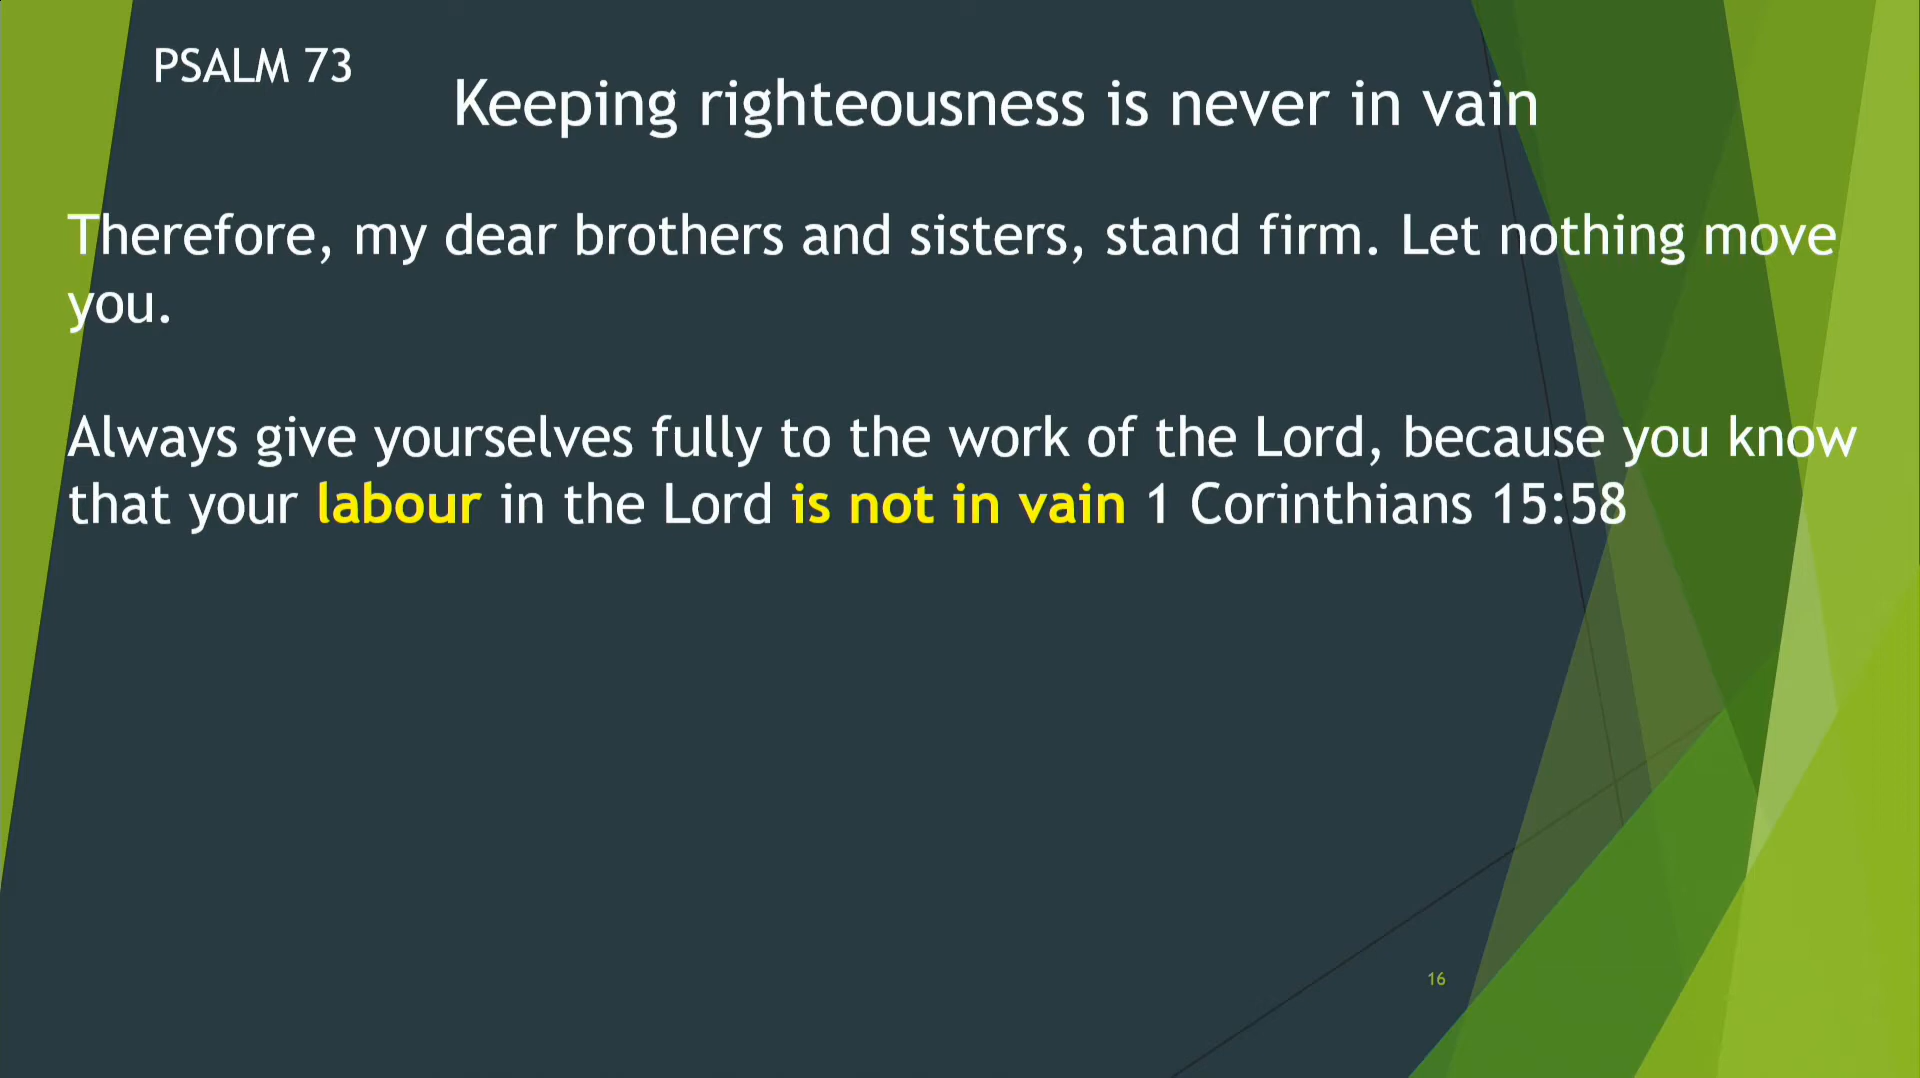 PSALM 73
Keeping righteousness is never in vain
Therefore, my dear brothers and sisters, stand firm. Let nothing move
you.
Always give yourselves fully to the work of the Lord, because you know
that your labour in the Lord is not in vain 1 Corinthians 15:58
16